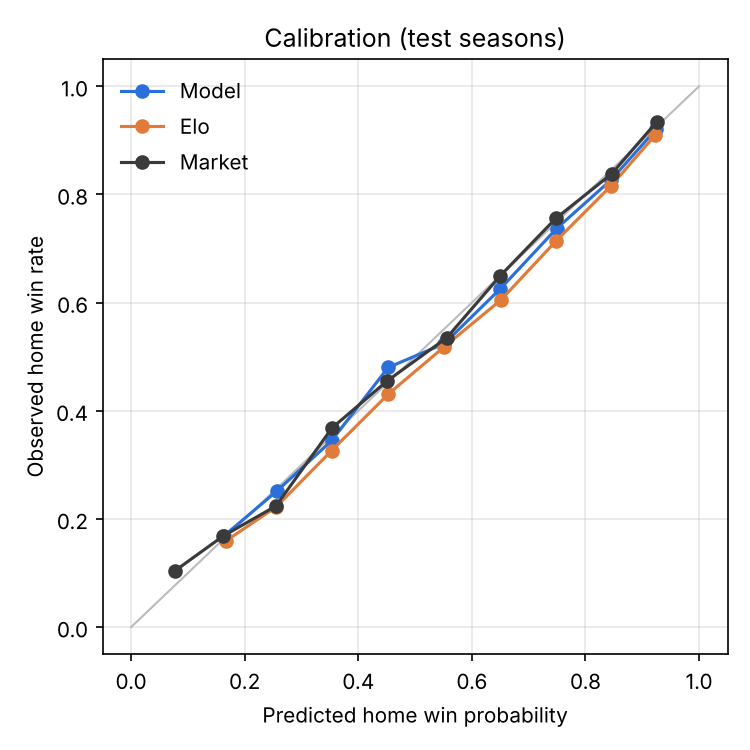 Calibration (test seasons)
Model
Elo
Market
1.0
0.8
0.6
0.4
0.2
0.0
Observed home win rate
0.0 0.2 0.4 0.6 0.8 1.0
Predicted home win probability